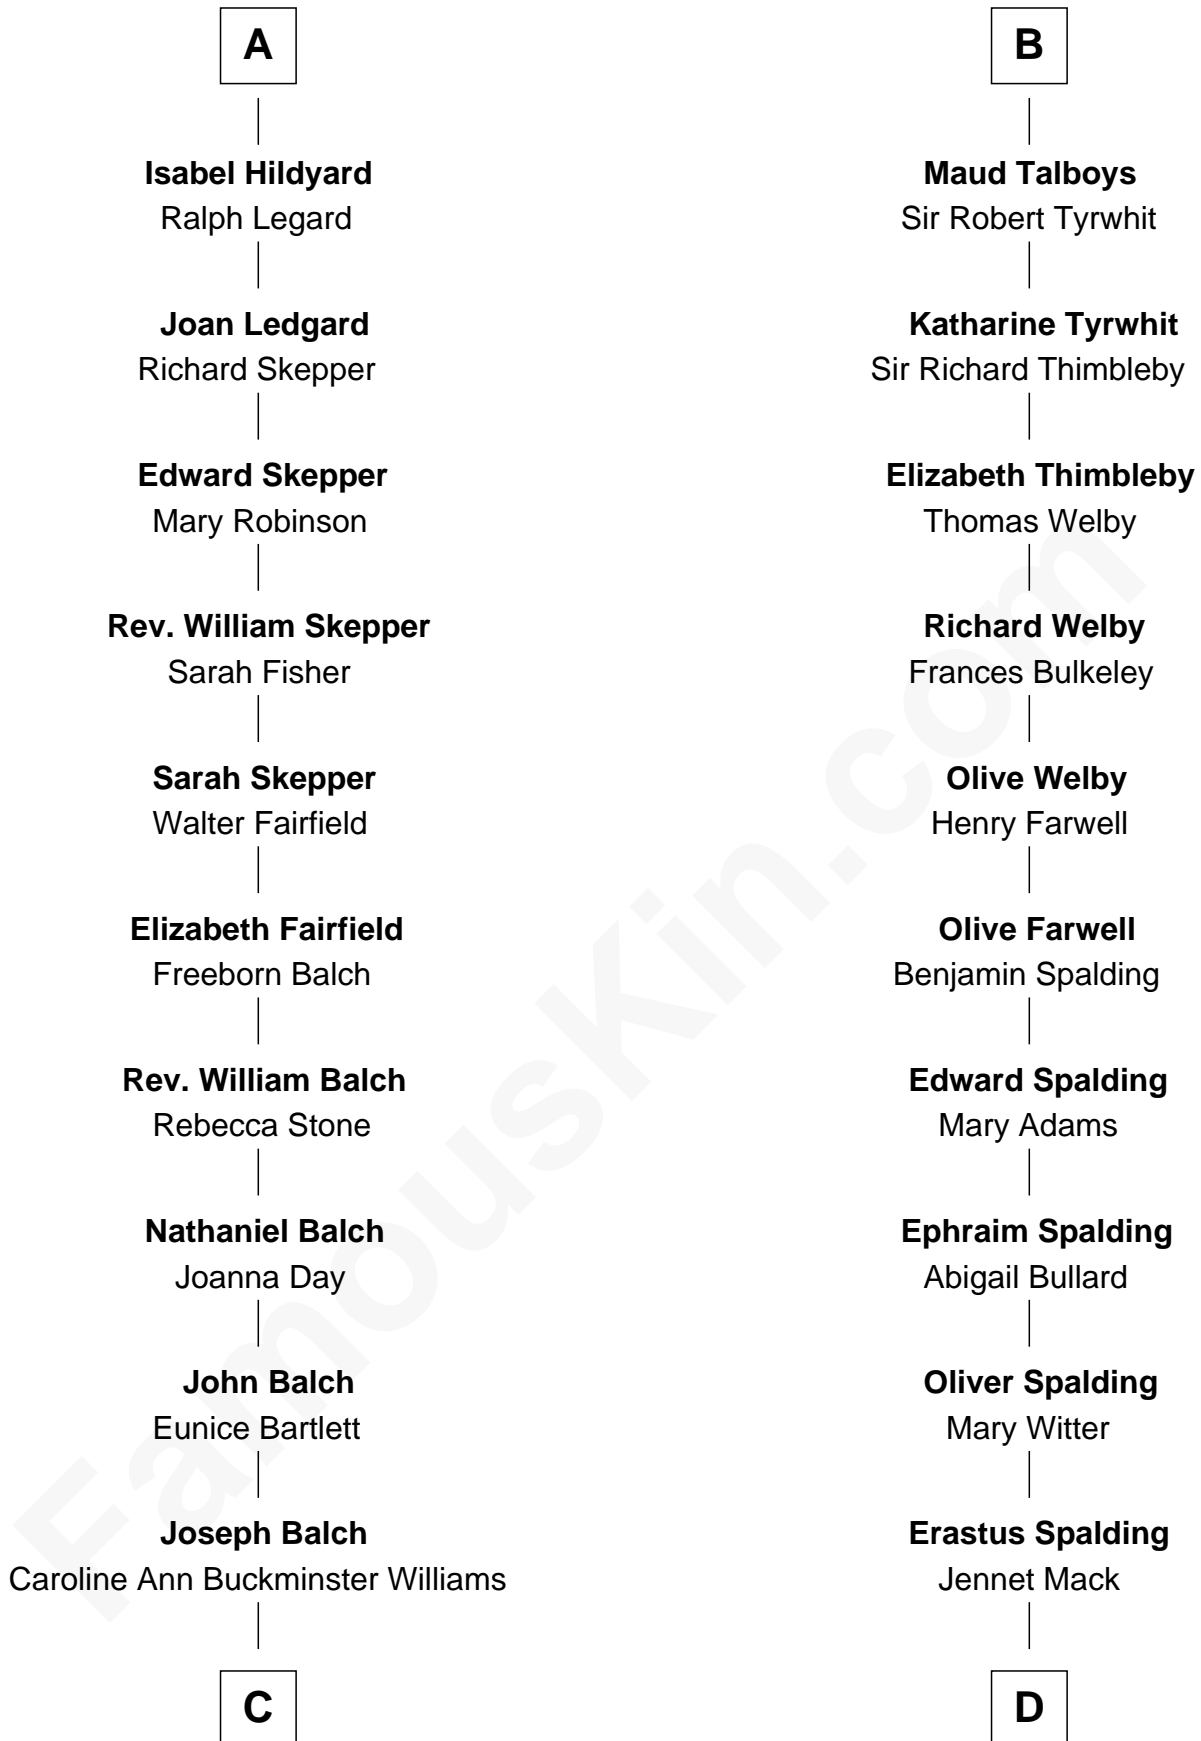 A
Isabel Hildyard
Ralph Legard
Joan Ledgard
Richard Skepper
Edward Skepper
Mary Robinson
Rev. William Skepper
Sarah Fisher
Sarah Skepper
Walter Fairfield
Elizabeth Fairfield
Freeborn Balch
Rev. William Balch
Rebecca Stone
Nathaniel Balch
Joanna Day
John Balch
Eunice Bartlett
Joseph Balch
Caroline Ann Buckminster Williams
C
B
Maud Talboys
Sir Robert Tyrwhit
Katharine Tyrwhit
Sir Richard Thimbleby
Elizabeth Thimbleby
Thomas Welby
Richard Welby
Frances Bulkeley
Olive Welby
Henry Farwell
Olive Farwell
Benjamin Spalding
Edward Spalding
Mary Adams
Ephraim Spalding
Abigail Bullard
Oliver Spalding
Mary Witter
Erastus Spalding
Jennet Mack
D
FamousKin.com